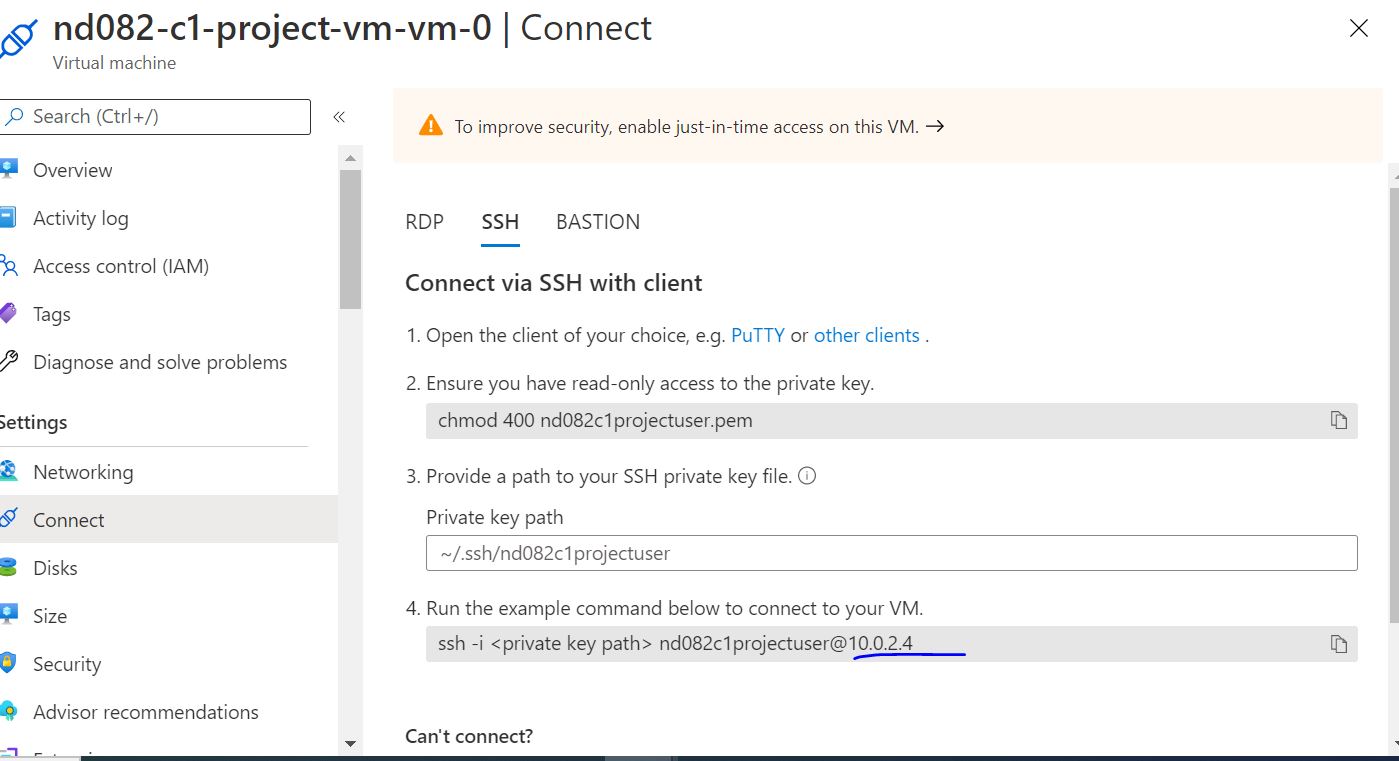 nd082-c1-project-vm-vm-0 | Connect
Virtual machine
Search (Ctrl+/)
«
Overview
Activity log
Access control (IAM)
Tags
Diagnose and solve problems
Settings
Networking
Connect
Disks
Size
Security
Advisor recommendations
To improve security, enable just-in-time access on this VM. →
RDP SSH BASTION
Connect via SSH with client
1. Open the client of your choice, e.g. PuTTY or other clients .
2. Ensure you have read-only access to the private key.
chmod 400 nd082c1projectuser.pem
3. Provide a path to your SSH private key file.
Private key path
~/.ssh/nd082c1projectuser
4. Run the example command below to connect to your VM.
ssh -i <private key path> nd082c1projectuser@10.0.2.4
Can't connect?